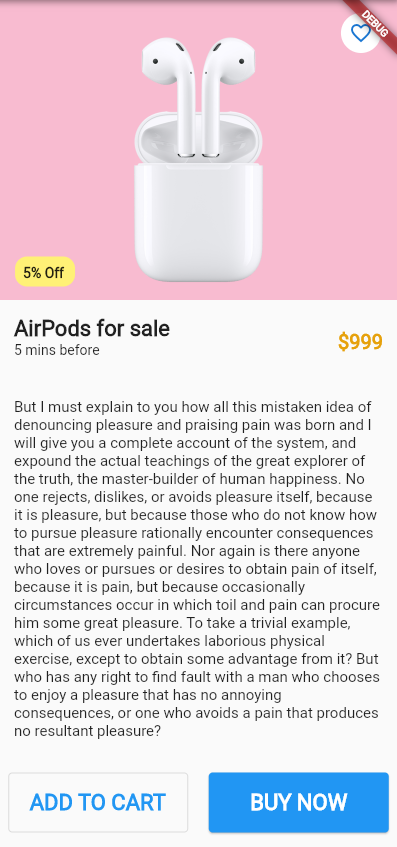 DEBUG
5% Off
AirPods for sale
5 mins before
$999
But I must explain to you how all this mistaken idea of
denouncing pleasure and praising pain was born and I
will give you a complete account of the system, and
expound the actual teachings of the great explorer of
the truth, the master-builder of human happiness. No
one rejects, dislikes, or avoids pleasure itself, because
it is pleasure, but because those who do not know how
to pursue pleasure rationally encounter consequences
that are extremely painful. Nor again is there anyone
who loves or pursues or desires to obtain pain of itself,
because it is pain, but because occasionally
circumstances occur in which toil and pain can procure
him some great pleasure. To take a trivial example,
which of us ever undertakes laborious physical
exercise, except to obtain some advantage from it? But
who has any right to find fault with a man who chooses
to enjoy a pleasure that has no annoying
consequences, or one who avoids a pain that produces
no resultant pleasure?
ADD TO CART
BUY NOW